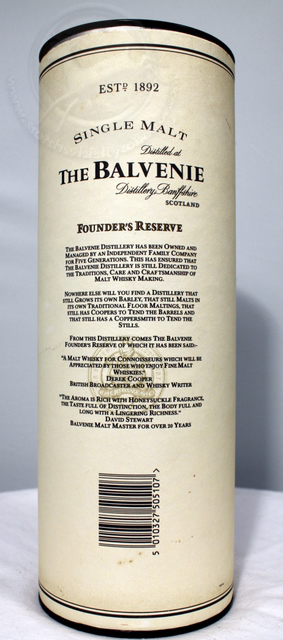 ESTD 1892
SINGLE MALT
Distilled at
THE BALVENIE
Distillery, Banffshire
SCOTLAND
FOUNDER'S RESERVE
THE BALVENIE DISTILLERY HAS BEEN OWNED AND
MANAGED BY AN INDEPENDENT FAMILY COMPANY
FOR FIVE GENERATIONS. THIS HAS ENSURED THAT
THE BALVENIE DISTILLERY IS STILL DEDICATED TO
THE TRADITIONS, CARE AND CRAFTSMANSHIP OF
MALT WHISKY MAKING.
NOWHERE ELSE WILL YOU FIND A DISTILLERY THAT
STILL GROWS ITS OWN BARLEY, THAT STILL MALTS IN
ITS OWN TRADITIONAL FLOOR MALTINGS, THAT
STILL HAS COOPERS TO TEND THE BARRELS AND
THAT STILL HAS A COPPERSMITH TO TEND THE
STILLS.
FROM THIS DISTILLERY COMES THE BALVENIE
FOUNDER'S RESERVE OF WHICH IT HAS BEEN SAID:-
"A MALT WHISKY FOR CONNOISSEURS WHICH WILL BE
APPRECIATED BY THOSE WHO ENJOY FINE MALT
WHISKIES."
DEREK COOPER
BRITISH BROADCASTER AND WHISKY WRITER
"THE AROMA IS RICH WITH HONEYSUCKLE FRAGRANCE,
THE TASTE FULL OF DISTINCTION, THE BODY FULL AND
LONG WITH A LINGERING RICHNESS."
DAVID STEWART
BALVENIE MALT MASTER FOR OVER 20 YEARS
5 010327 505107 >